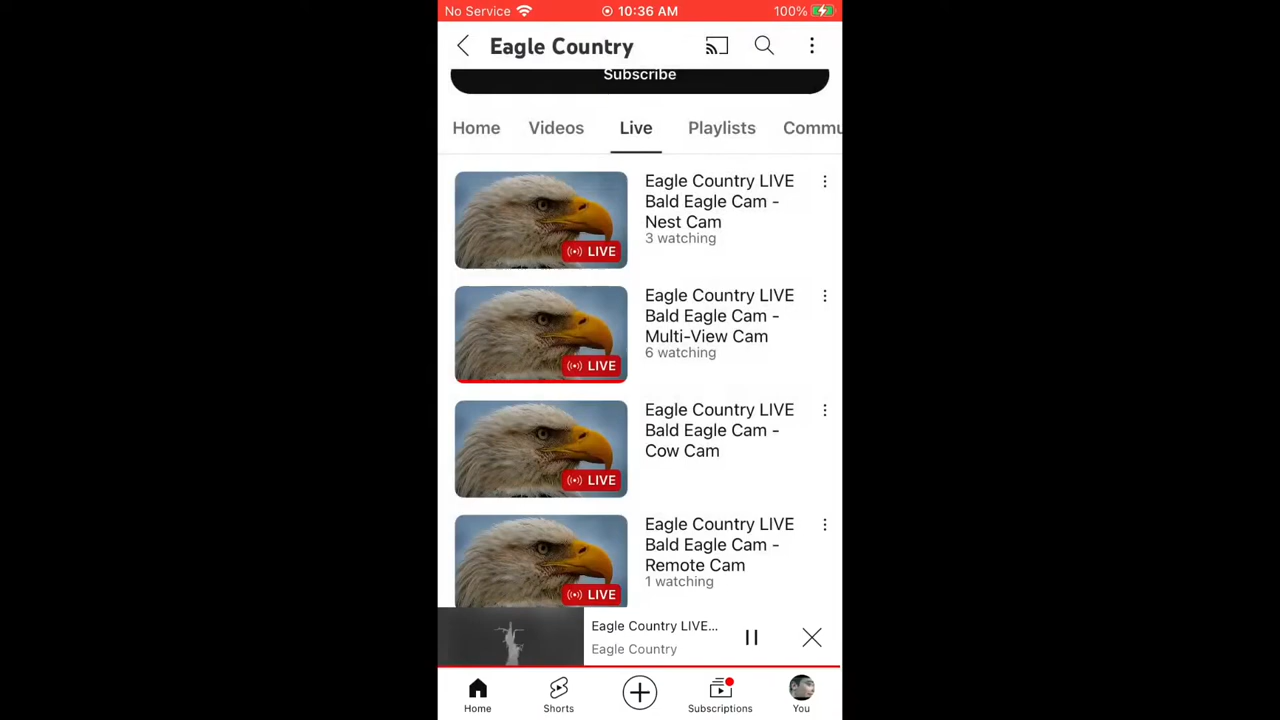 No Service 10:36 AM 100%
Eagle Country
Subscribe
Home Videos Live Playlists Commu
Eagle Country LIVE
Bald Eagle Cam -
Nest Cam
3 watching
LIVE
Eagle Country LIVE
Bald Eagle Cam -
Multi-View Cam
6 watching
LIVE
Eagle Country LIVE
Bald Eagle Cam -
Cow Cam
LIVE
Eagle Country LIVE
Bald Eagle Cam -
Remote Cam
1 watching
LIVE
Eagle Country LIVE...
Eagle Country
Home Shorts Subscriptions You